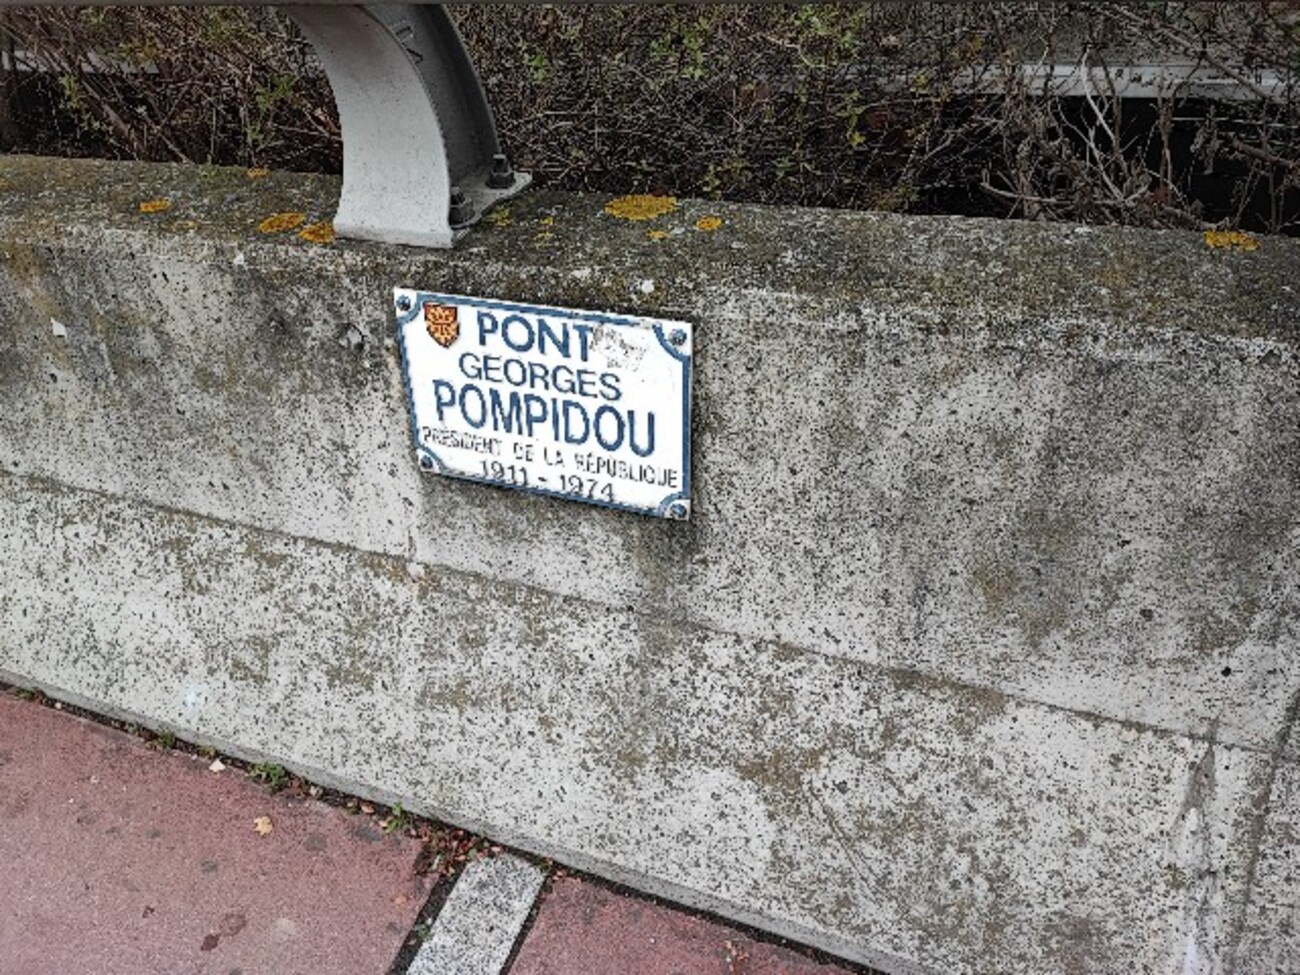 PONT
GEORGES
POMPIDOU
PRÉSIDENT DE LA RÉPUBLIQUE
1911 - 1974